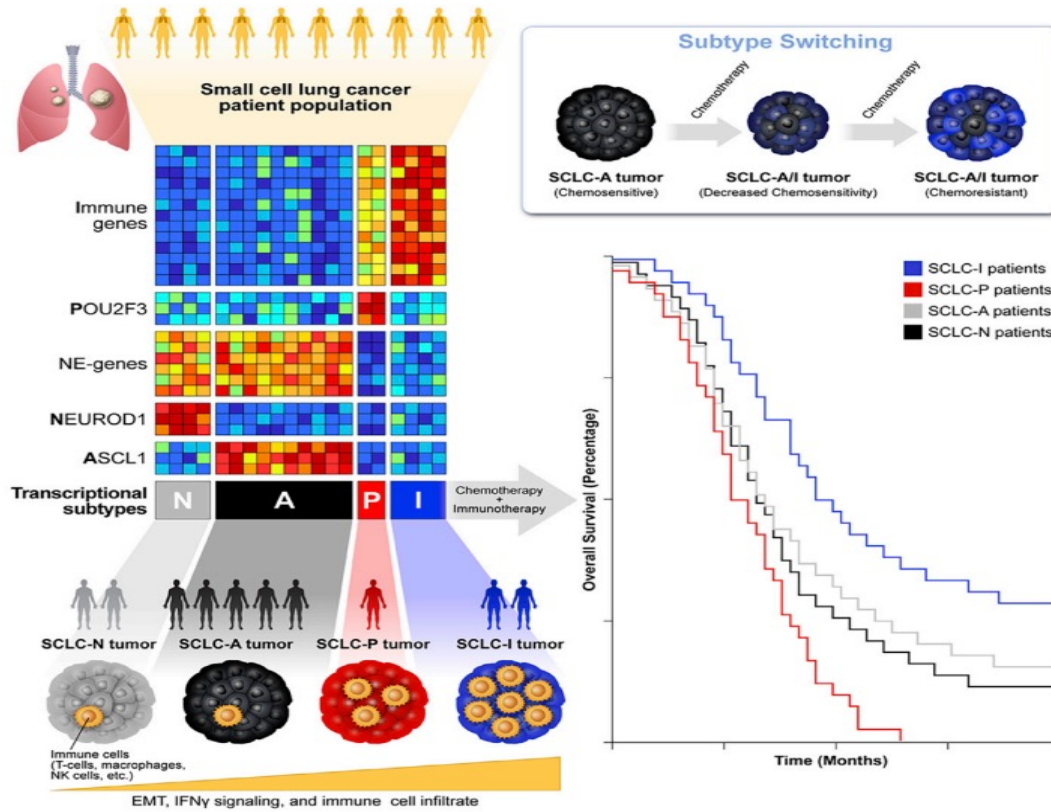 Small cell lung cancer
patient population
Immune
genes
POU2F3
NE-genes
NEUROD1
ASCL1
Transcriptional
subtypes
N
A
P
I
Chemotherapy
+
Immunotherapy
SCLC-N tumor
SCLC-A tumor
SCLC-P tumor
SCLC-I tumor
Immune cells
(T-cells, macrophages,
NK cells, etc.)
EMT, IFNγ signaling, and immune cell infiltrate
Subtype Switching
Chemotherapy
Chemotherapy
SCLC-A tumor
(Chemosensitive)
SCLC-A/I tumor
(Decreased Chemosensitivity)
SCLC-A/I tumor
(Chemoresistant)
SCLC-I patients
SCLC-P patients
SCLC-A patients
SCLC-N patients
Overall Survival (Percentage)
Time (Months)